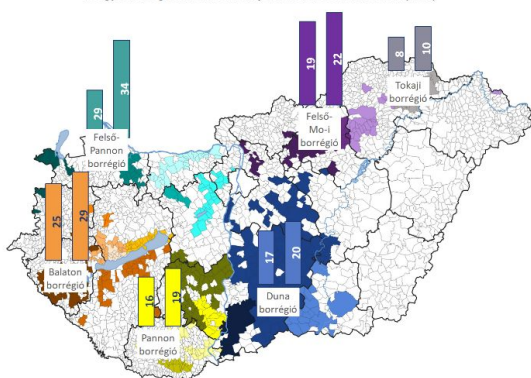 19
22
8
10
Tokaji
borrégió
29
34
Felső-
Pannon
borrégió
Felső-
Mo-i
borrégió
25
29
Balaton
borrégió
16
19
Pannon
borrégió
17
20
Duna
borrégió